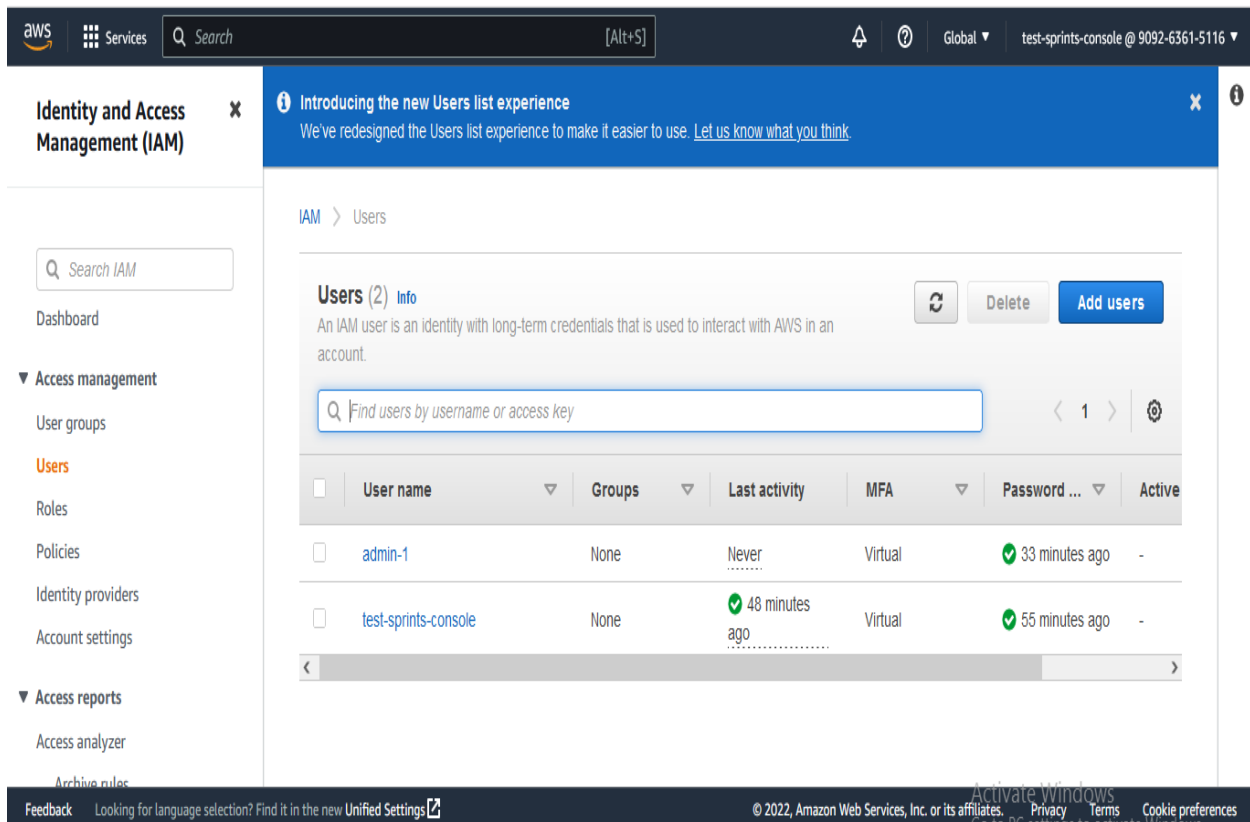 aws Services Search [Alt+S] Global ▼ test-sprints-console @ 9092-6361-5116 ▼
Identity and Access
Management (IAM)
Introducing the new Users list experience
We've redesigned the Users list experience to make it easier to use. Let us know what you think.
Search IAM
Dashboard
Access management
User groups
Users
Roles
Policies
Identity providers
Account settings
Access reports
Access analyzer
Archive rules
IAM > Users
Users (2) Info
An IAM user is an identity with long-term credentials that is used to interact with AWS in an
account.
Delete
Add users
Find users by username or access key
1
User name Groups Last activity MFA Password ... Active
admin-1 None Never Virtual 33 minutes ago -
test-sprints-console None 48 minutes
ago Virtual 55 minutes ago -
Activate Windows
Feedback Looking for language selection? Find it in the new Unified Settings © 2022, Amazon Web Services, Inc. or its affiliates. Privacy Terms Cookie preferences